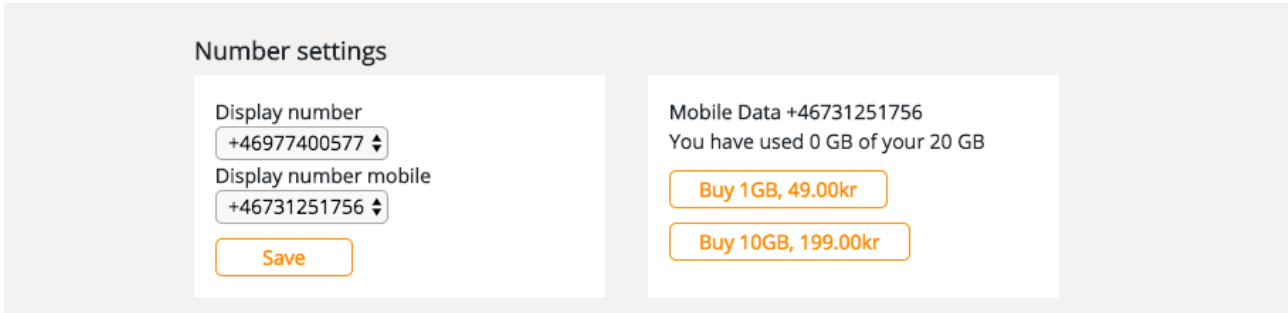 Number settings
Display number
+46977400577
Display number mobile
+46731251756
Save
Mobile Data +46731251756
You have used 0 GB of your 20 GB
Buy 1GB, 49.00kr
Buy 10GB, 199.00kr